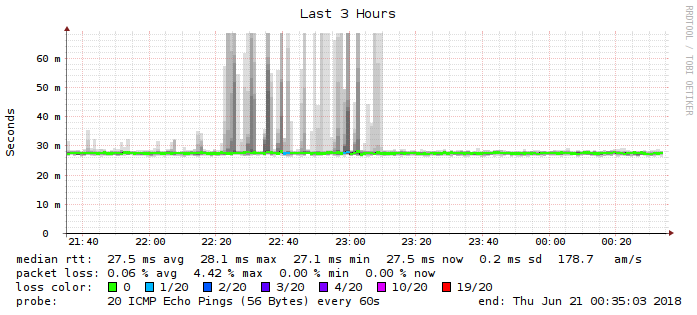 Last 3 Hours
RRDTOOL / TOBI OETIKER
Seconds
60 m
50 m
40 m
30 m
20 m
10 m
0
21:40 22:00 22:20 22:40 23:00 23:20 23:40 00:00 00:20
median rtt: 27.5 ms avg 28.1 ms max 27.1 ms min 27.5 ms now 0.2 ms sd 178.7 am/s
packet loss: 0.06 % avg 4.42 % max 0.00 % min 0.00 % now
loss color: 0 1/20 2/20 3/20 4/20 10/20 19/20
probe: 20 ICMP Echo Pings (56 Bytes) every 60s end: Thu Jun 21 00:35:03 2018